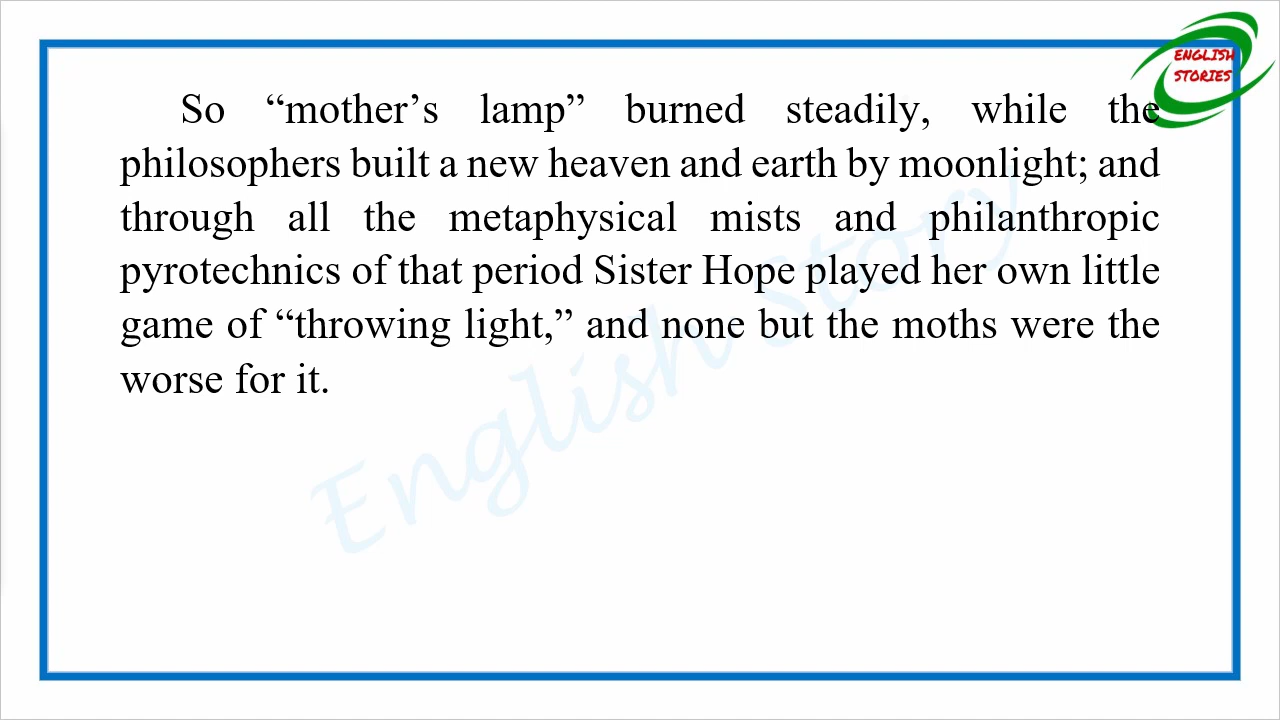 ENGLISH
STORIES
So “mother’s lamp” burned steadily, while the
philosophers built a new heaven and earth by moonlight; and
through all the metaphysical mists and philanthropic
pyrotechnics of that period Sister Hope played her own little
game of “throwing light,” and none but the moths were the
worse for it.
English Story